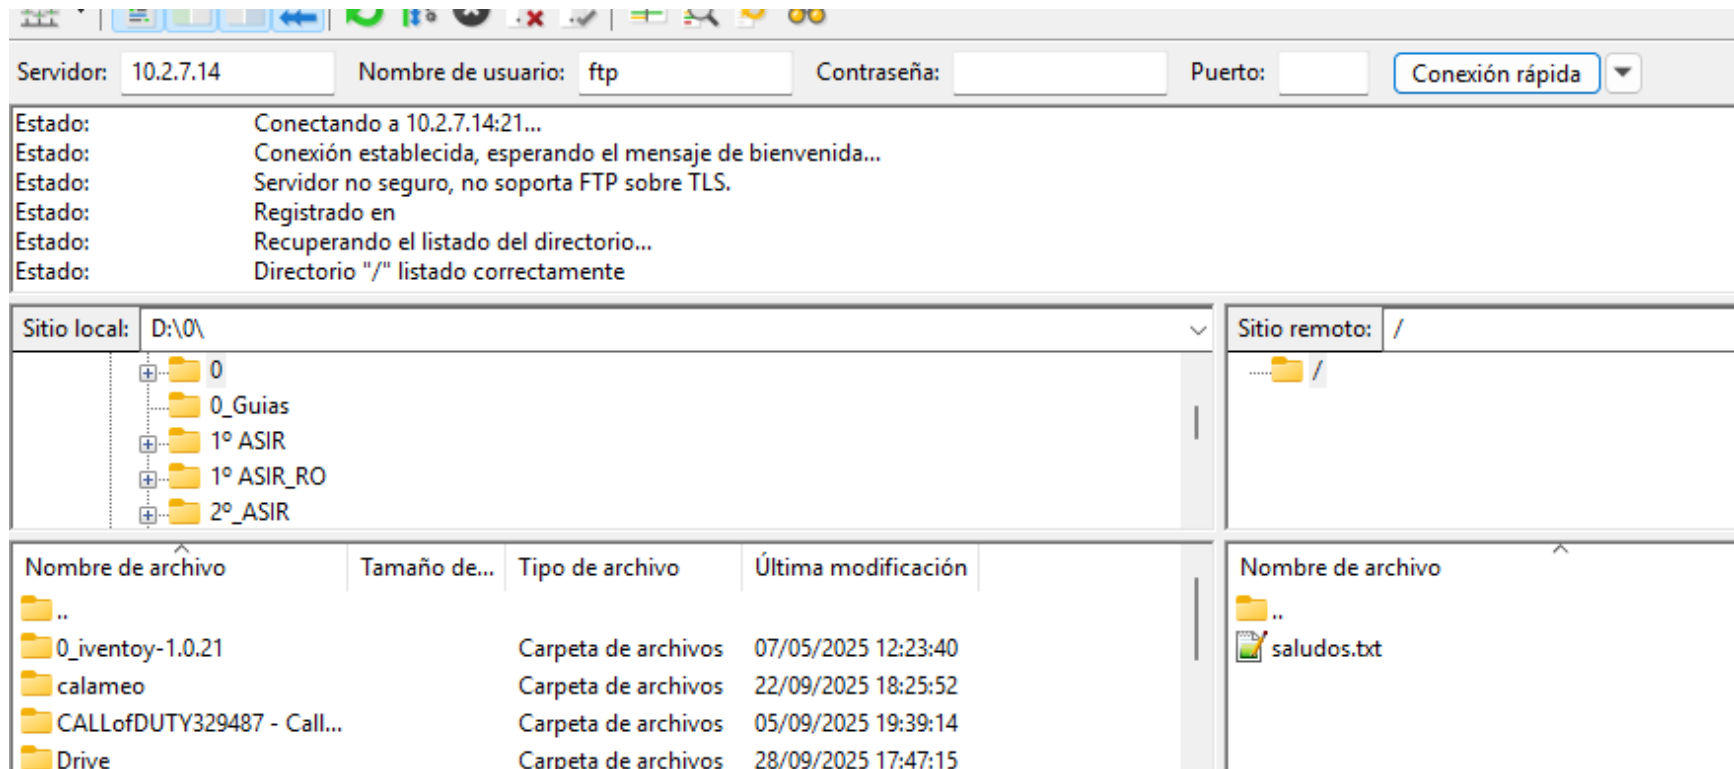 Servidor: 10.2.7.14 Nombre de usuario: ftp Contraseña: Puerto: Conexión rápida
Estado: Conectando a 10.2.7.14:21...
Estado: Conexión establecida, esperando el mensaje de bienvenida...
Estado: Servidor no seguro, no soporta FTP sobre TLS.
Estado: Registrado en
Estado: Recuperando el listado del directorio...
Estado: Directorio "/" listado correctamente
Sitio local: D:\0\
0
0_Guias
1º ASIR
1º ASIR_RO
2º_ASIR
Sitio remoto: /
/
Nombre de archivo Tamaño de... Tipo de archivo Última modificación
..
0_iventoy-1.0.21 Carpeta de archivos 07/05/2025 12:23:40
calameo Carpeta de archivos 22/09/2025 18:25:52
CALLofDUTY329487 - Call... Carpeta de archivos 05/09/2025 19:39:14
Drive Carpeta de archivos 28/09/2025 17:47:15
Nombre de archivo
..
saludos.txt